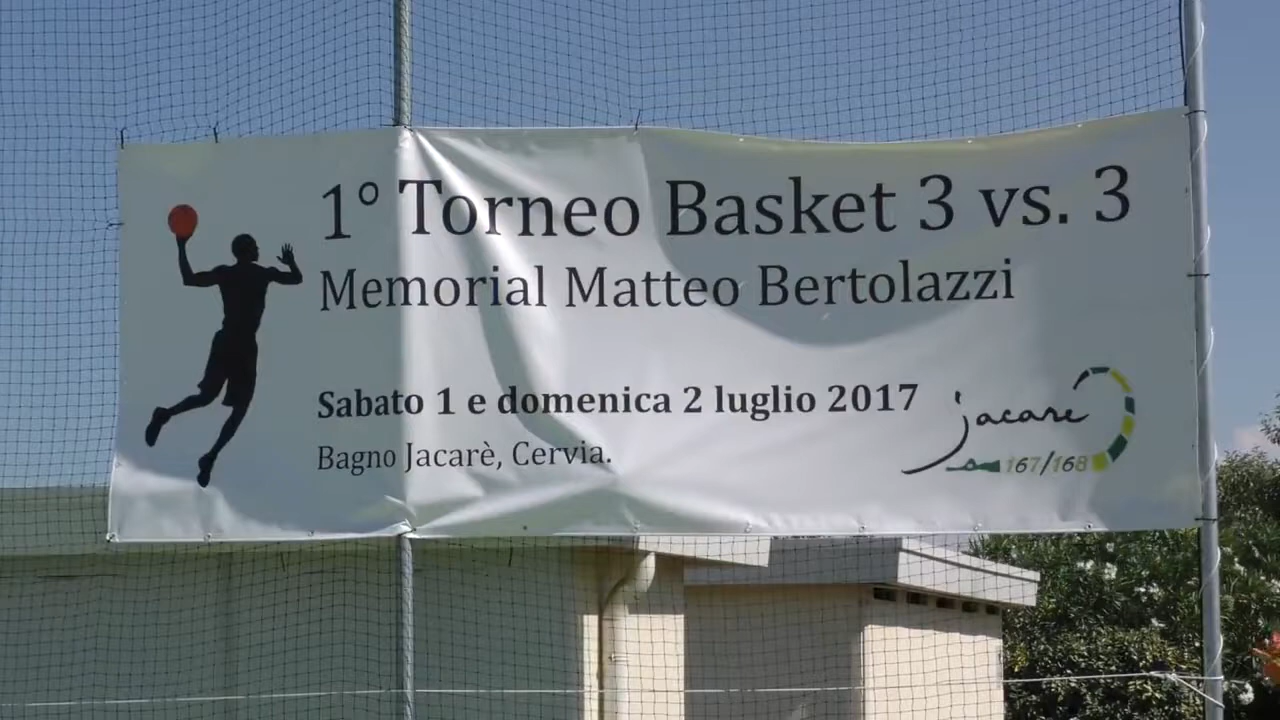 1° Torneo Basket 3 vs. 3
Memorial Matteo Bertolazzi
Sabato 1 e domenica 2 luglio 2017
Bagno Jacarè, Cervia.
jacarè
167/168